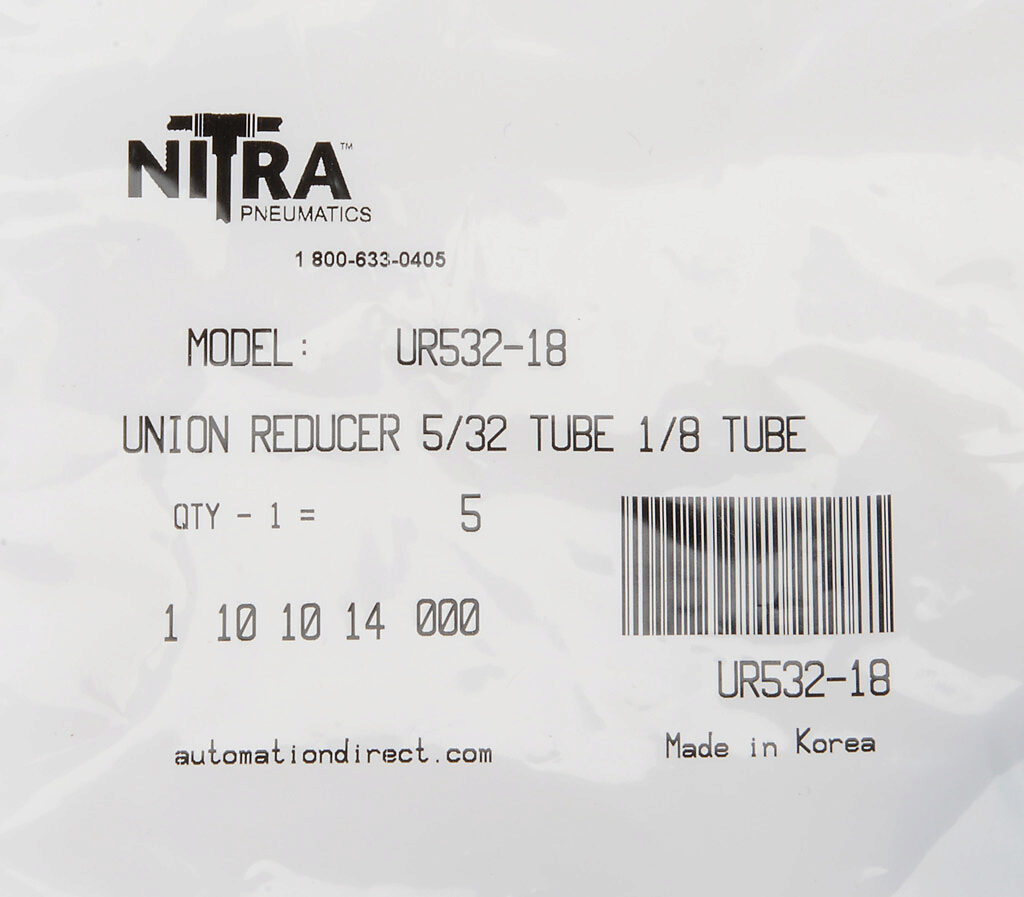 NITRA™
PNEUMATICS
1 800-633-0405
MODEL: UR532-18
UNION REDUCER 5/32 TUBE 1/8 TUBE
QTY - 1 = 5
1 10 10 14 000
UR532-18
automationdirect.com
Made in Korea